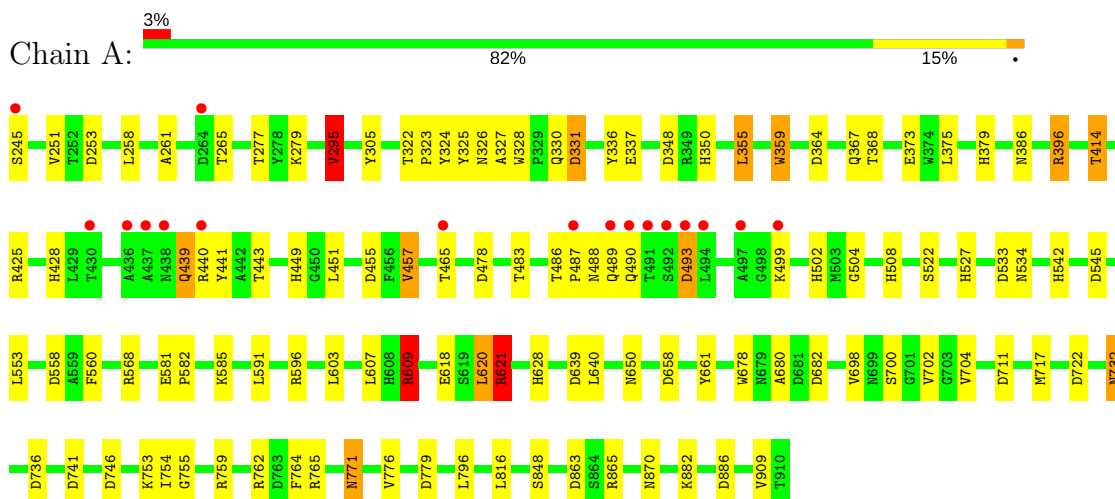 3%
Chain A:
82% 15% •
S245 V251 T252 D253 L258 A261 D264 T265 T277 Y278 K279 V295 Y305 T322 P323 Y324 Y325 N326 A327 W328 P329 Q330 D331 Y336 E337 D348 R349 H350 L355 W359 D364 Q367 T368 E373 W374 L375 H379 N386 R396 T414
R425 H428 L429 T430 A436 A437 N438 Q439 R440 Y441 A442 T443 H449 G450 L451 D455 F456 V457 T465 D478 T483 T486 P487 N488 Q489 Q490 T491 S492 D493 L494 A497 G498 K499 H502 M503 G504 H508 S522 H527 D533 N534 H542 D545
L553 D558 A559 F560 R568 E581 P582 K585 L591 R596 L603 L607 H608 R609 E618 S619 L620 R621 H628 D639 L640 N650 D658 Y661 W678 N679 A680 D681 D682 V698 N699 S700 G701 V702 G703 V704 D711 M717 D722 N732
D736 D741 D746 K753 I754 G755 R759 R762 D763 F764 R765 N771 V776 D779 L796 L816 S848 D863 S864 R865 N870 K882 D886 V909 T910